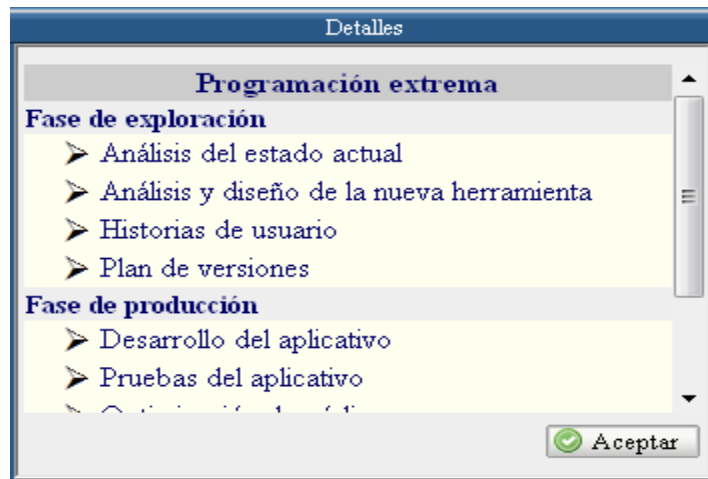 Detalles
Programación extrema
Fase de exploración
Análisis del estado actual
Análisis y diseño de la nueva herramienta
Historias de usuario
Plan de versiones
Fase de producción
Desarrollo del aplicativo
Pruebas del aplicativo
Aceptar